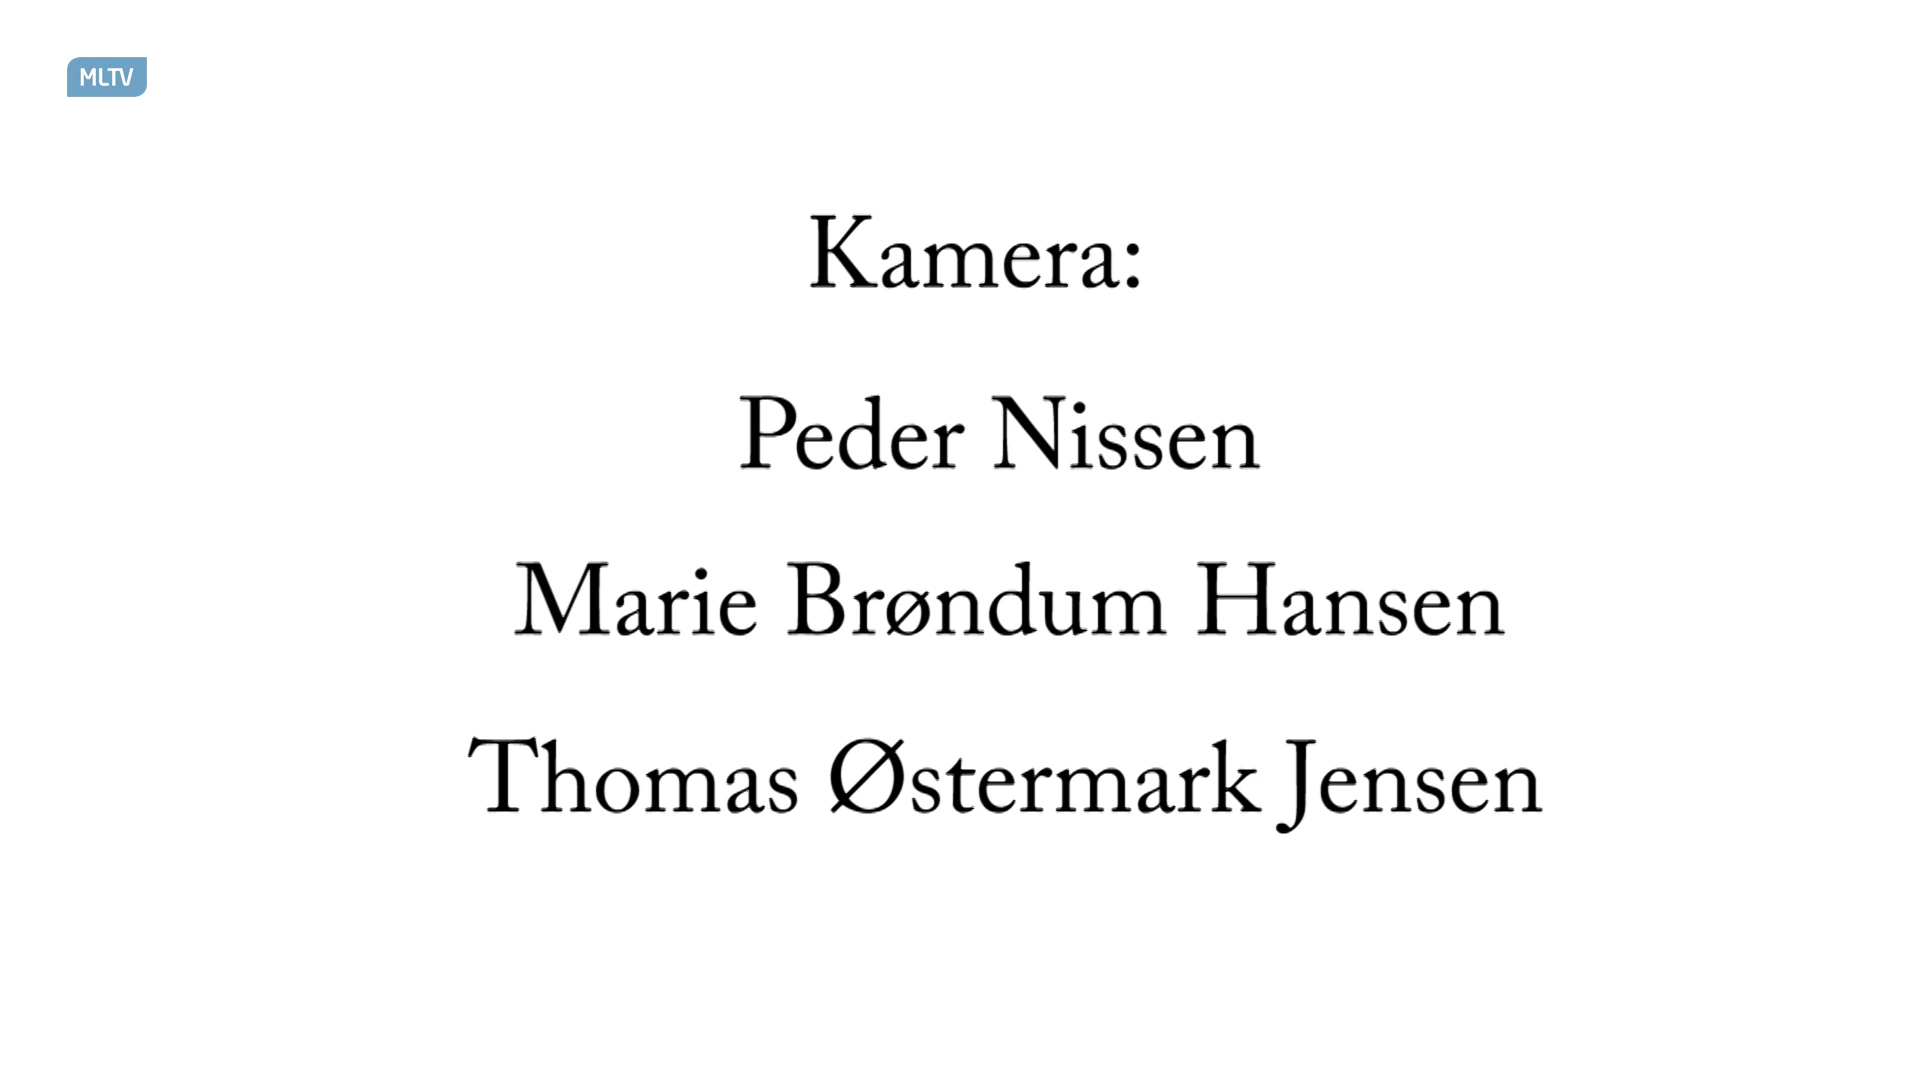 MLTV
Kamera:
Peder Nissen
Marie Brøndum Hansen
Thomas Østermark Jensen